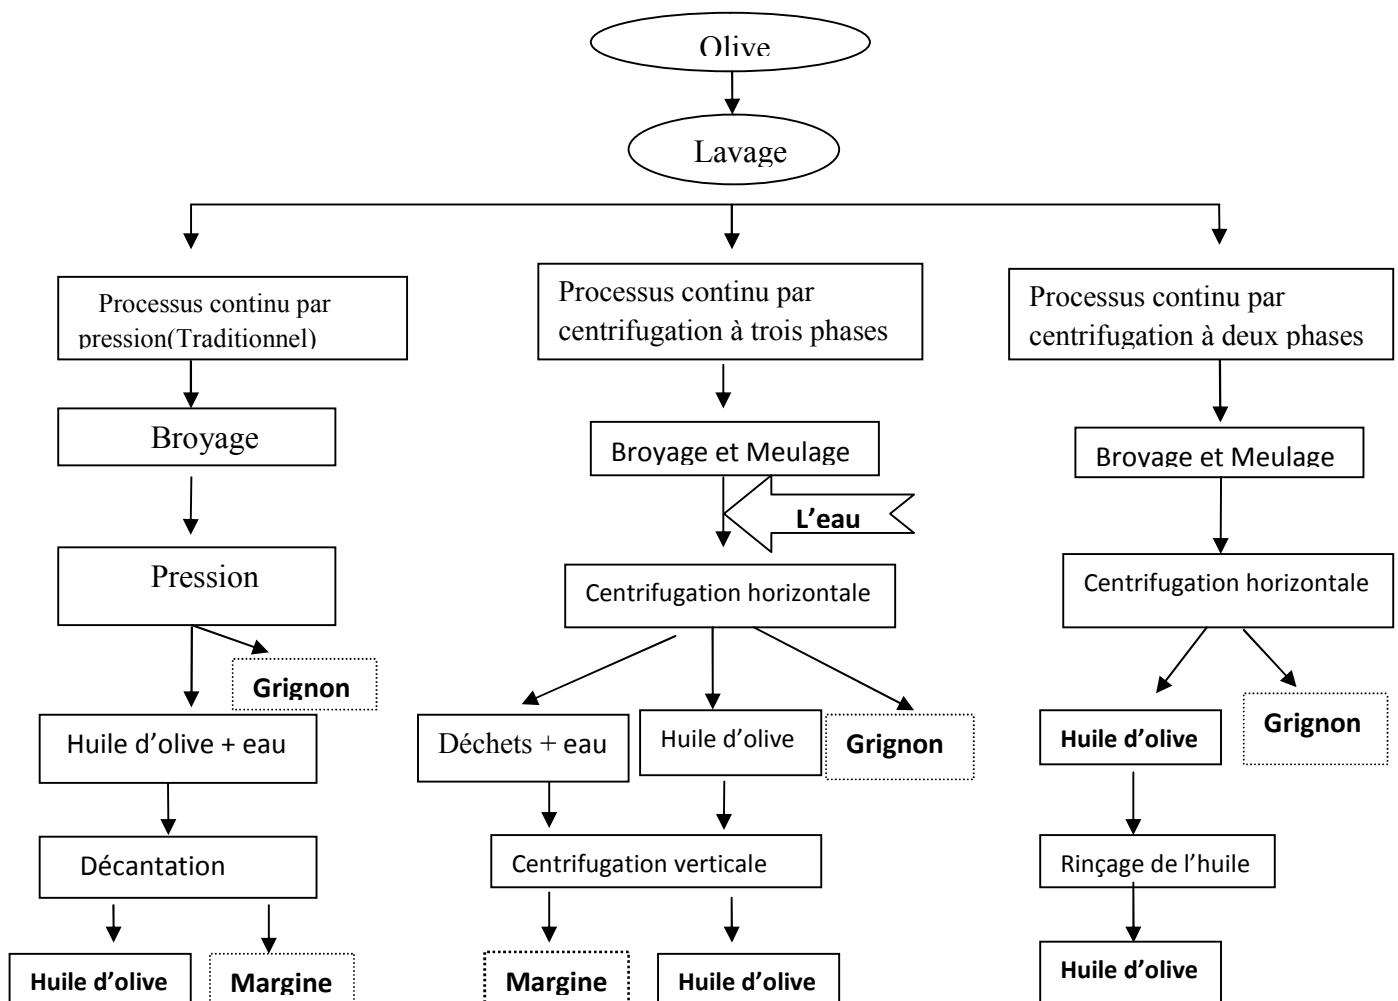 Olive
Lavage
Processus continu par
pression(Traditionnel)
Processus continu par
centrifugation à trois phases
Processus continu par
centrifugation à deux phases
Broyage
Broyage et Meulage
Broyage et Meulage
L’eau
Pression
Centrifugation horizontale
Centrifugation horizontale
Grignon
Huile d’olive + eau
Déchets + eau
Huile d’olive
Grignon
Huile d’olive
Grignon
Décantation
Centrifugation verticale
Rinçage de l’huile
Huile d’olive
Margine
Margine
Huile d’olive
Huile d’olive